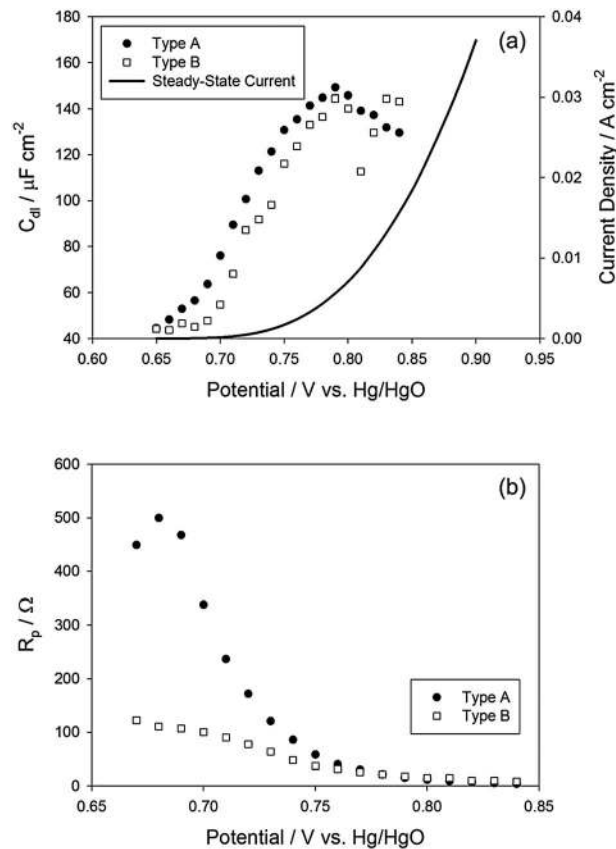 (a)
Type A
Type B
Steady-State Current
180
160
140
120
100
80
60
40
0.04
0.03
0.02
0.01
0.00
C_dl / μF cm⁻²
Current Density / A cm⁻²
0.60 0.65 0.70 0.75 0.80 0.85 0.90 0.95
Potential / V vs. Hg/HgO
(b)
600
500
400
300
200
100
0
R_p / Ω
Type A
Type B
0.65 0.70 0.75 0.80 0.85
Potential / V vs. Hg/HgO